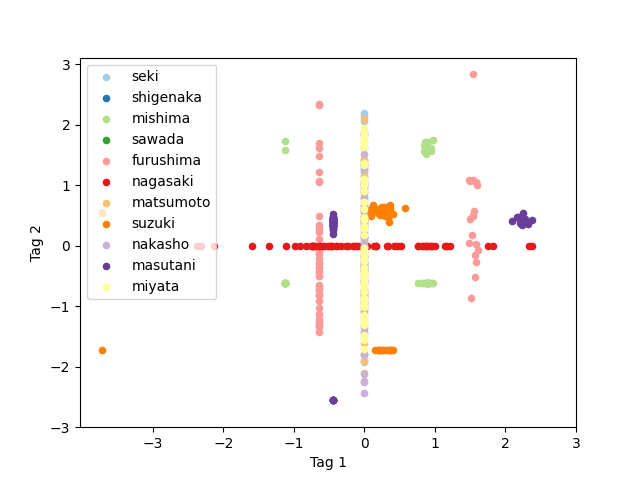 3
2
1
0
−1
−2
−3
Tag 2
seki
shigenaka
mishima
sawada
furushima
nagasaki
matsumoto
suzuki
nakasho
masutani
miyata
−3 −2 −1 0 1 2 3
Tag 1